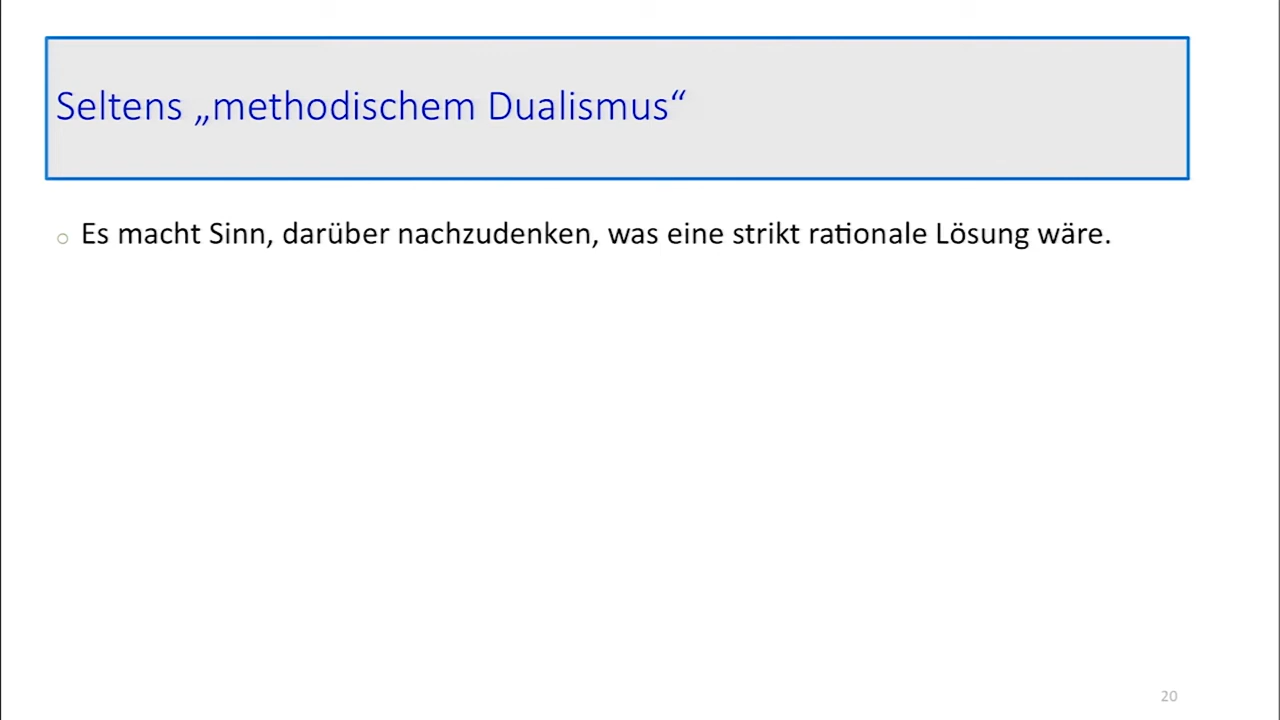 Seltens „methodischem Dualismus“
Es macht Sinn, darüber nachzudenken, was eine strikt rationale Lösung wäre.
20